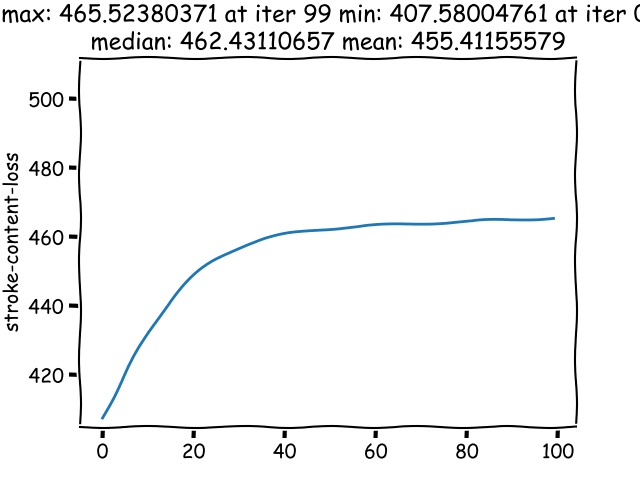 max: 465.52380371 at iter 99 min: 407.58004761 at iter 0
median: 462.43110657 mean: 455.41155579
500
480
460
440
420
stroke-content-loss
0 20 40 60 80 100